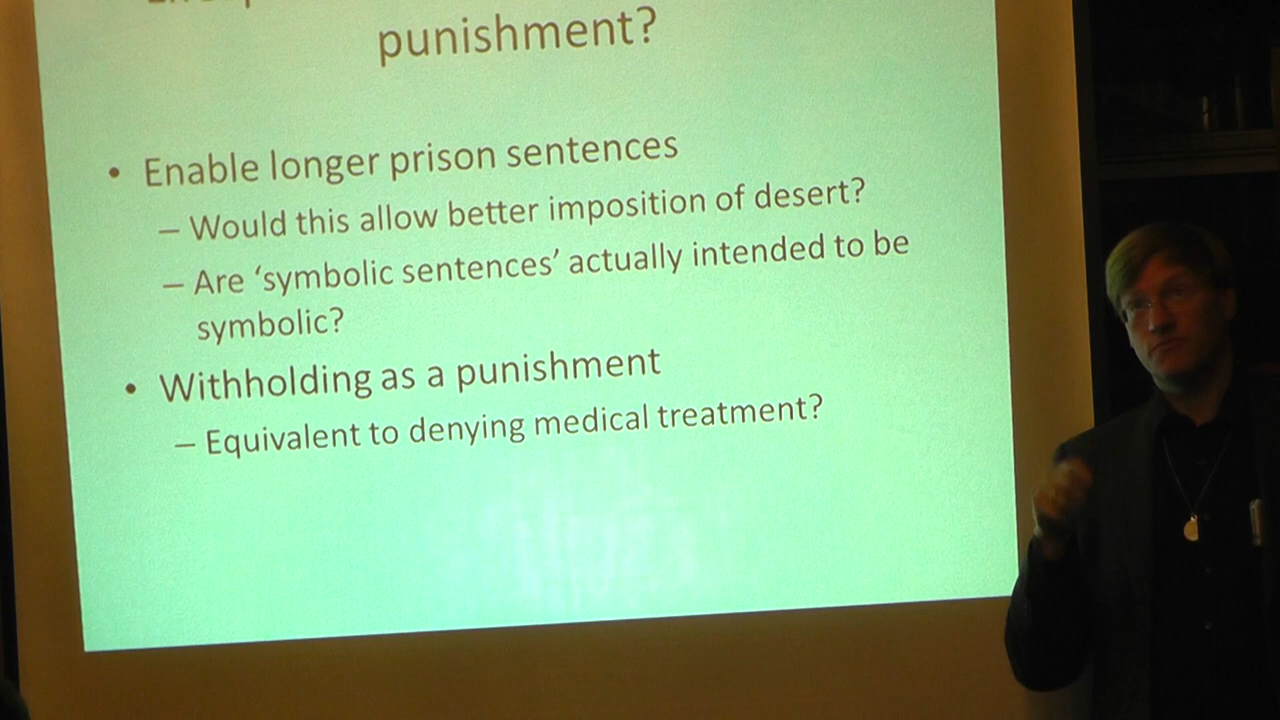 punishment?
• Enable longer prison sentences
– Would this allow better imposition of desert?
– Are ‘symbolic sentences’ actually intended to be
symbolic?
• Withholding as a punishment
– Equivalent to denying medical treatment?